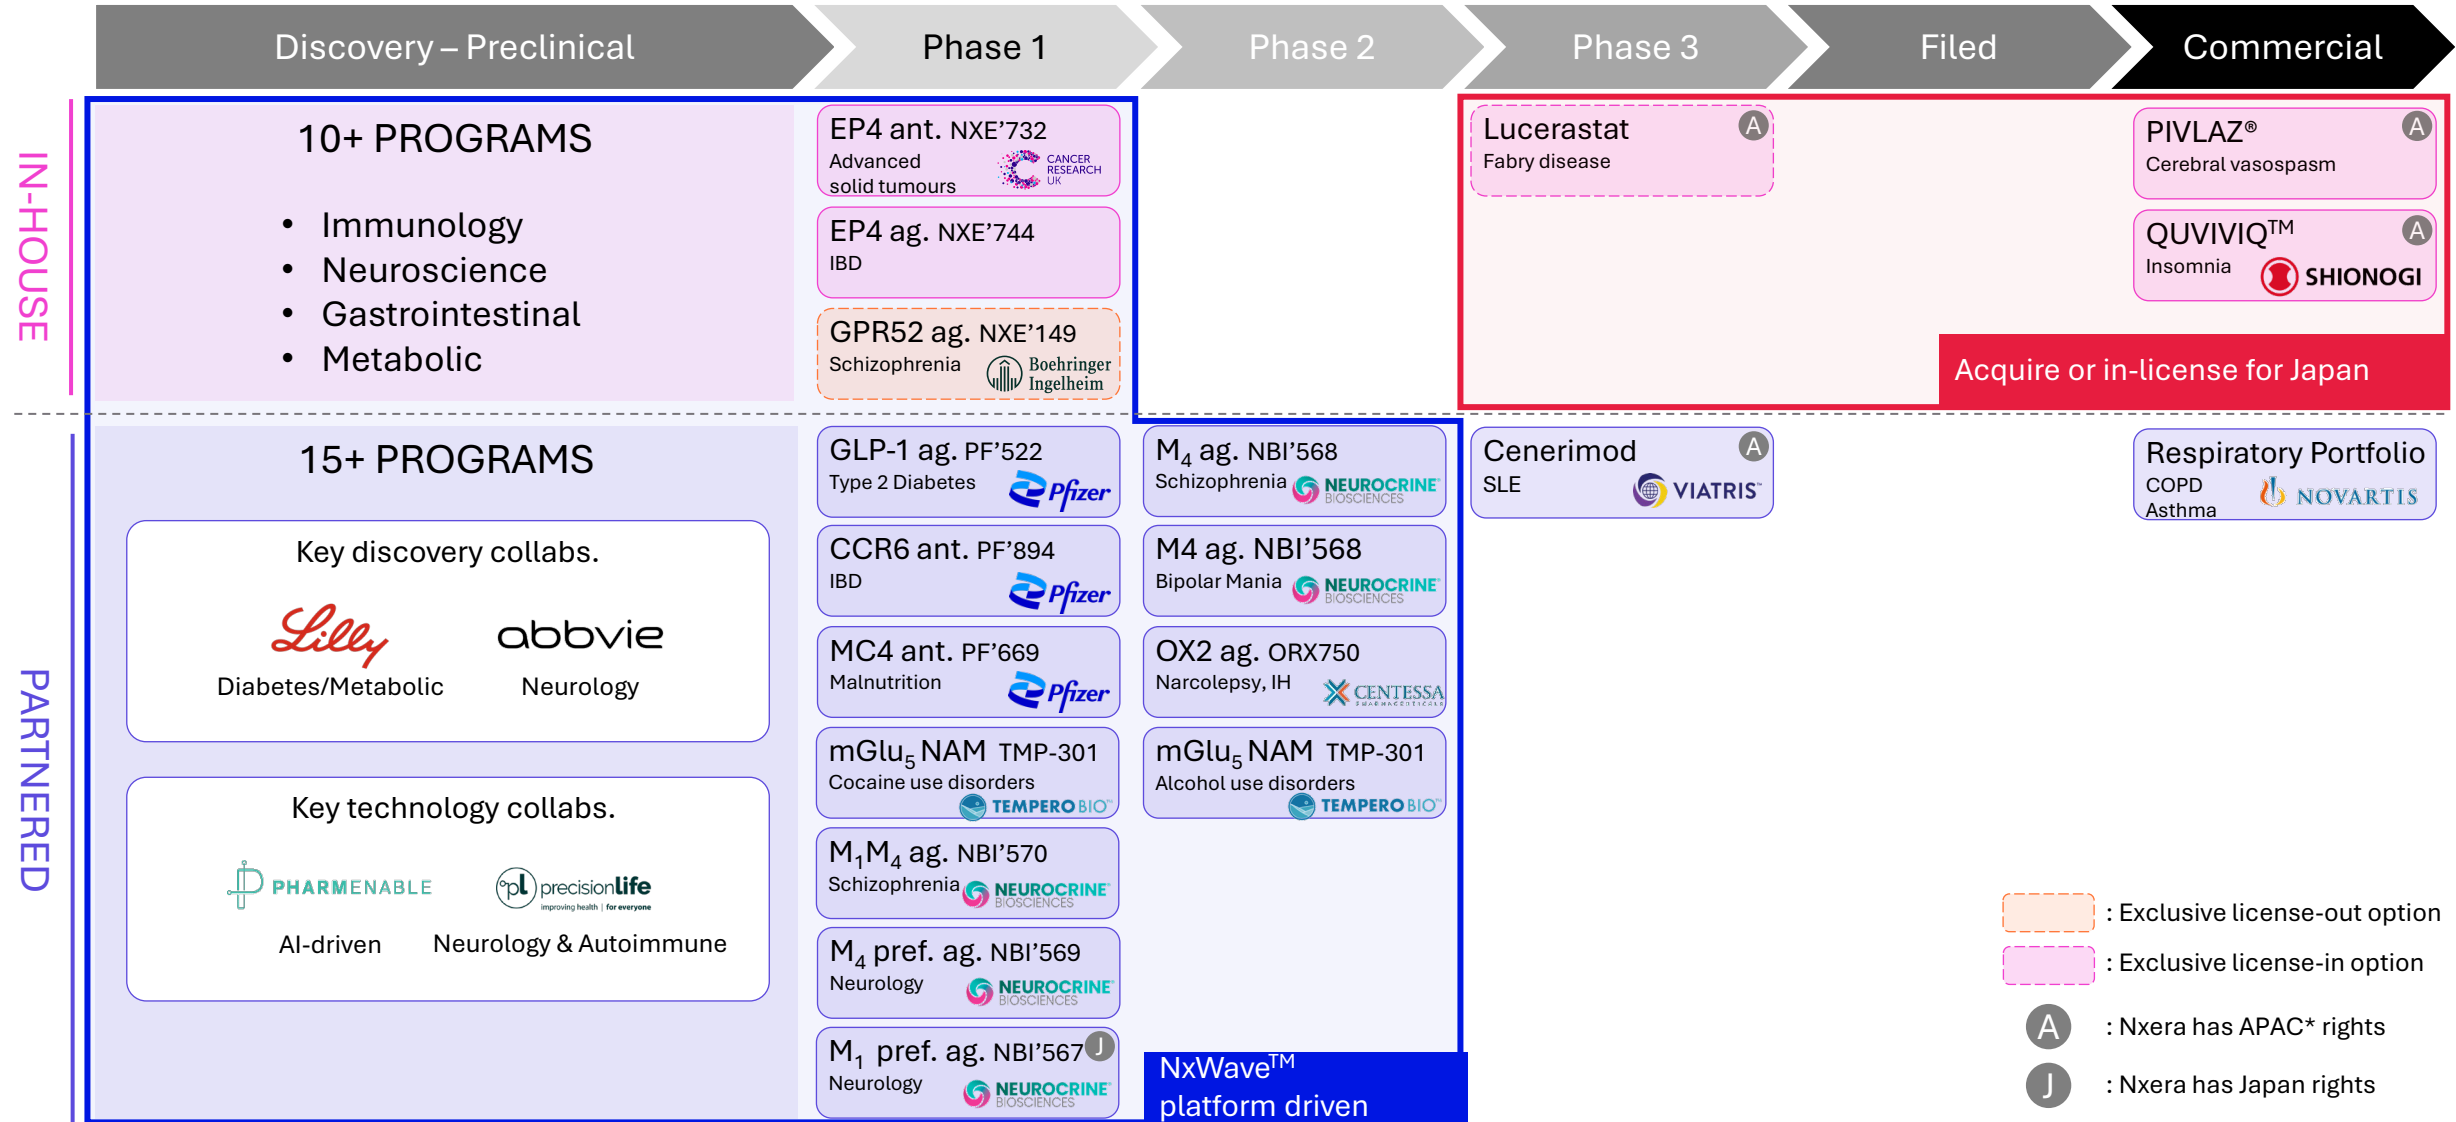 Discovery – Preclinical
Phase 1
Phase 2
Phase 3
Filed
Commercial
IN-HOUSE
10+ PROGRAMS
• Immunology
• Neuroscience
• Gastrointestinal
• Metabolic
EP4 ant. NXE’732
Advanced
solid tumours
CANCER
RESEARCH
UK
EP4 ag. NXE’744
IBD
GPR52 ag. NXE’149
Schizophrenia
Boehringer
Ingelheim
Lucerastat
Fabry disease
A
PIVLAZ®
Cerebral vasospasm
A
QUVIVIQ™
Insomnia
A
SHIONOGI
Acquire or in-license for Japan
PARTNERED
15+ PROGRAMS
Key discovery collabs.
Lilly
Diabetes/Metabolic
abbvie
Neurology
Key technology collabs.
PHARMENABLE
AI-driven
pl precisionlife
improving health | for everyone
Neurology & Autoimmune
GLP-1 ag. PF’522
Type 2 Diabetes
Pfizer
CCR6 ant. PF’894
IBD
Pfizer
MC4 ant. PF’669
Malnutrition
Pfizer
mGlu₅ NAM TMP-301
Cocaine use disorders
TEMPERO BIO™
M₁M₄ ag. NBI’570
Schizophrenia
NEUROCRINE®
BIOSCIENCES
M₄ pref. ag. NBI’569
Neurology
NEUROCRINE®
BIOSCIENCES
M₁ pref. ag. NBI’567
J
Neurology
NEUROCRINE®
BIOSCIENCES
M₄ ag. NBI’568
Schizophrenia
NEUROCRINE®
BIOSCIENCES
M4 ag. NBI’568
Bipolar Mania
NEUROCRINE®
BIOSCIENCES
OX2 ag. ORX750
Narcolepsy, IH
CENTESSA
PHARMACEUTICALS
mGlu₅ NAM TMP-301
Alcohol use disorders
TEMPERO BIO™
NxWave™
platform driven
Cenerimod
SLE
A
VIATRIS™
Respiratory Portfolio
COPD
Asthma
NOVARTIS
: Exclusive license-out option
: Exclusive license-in option
A : Nxera has APAC* rights
J : Nxera has Japan rights